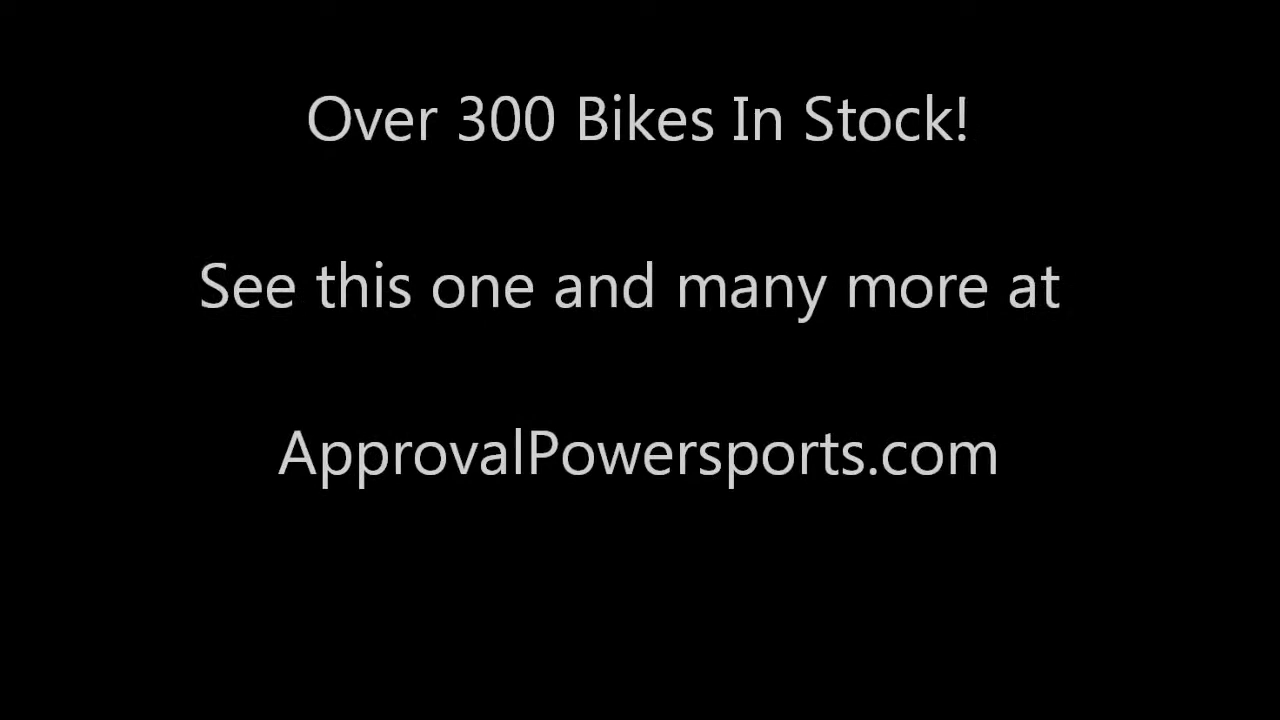 Over 300 Bikes In Stock!
See this one and many more at
ApprovalPowersports.com